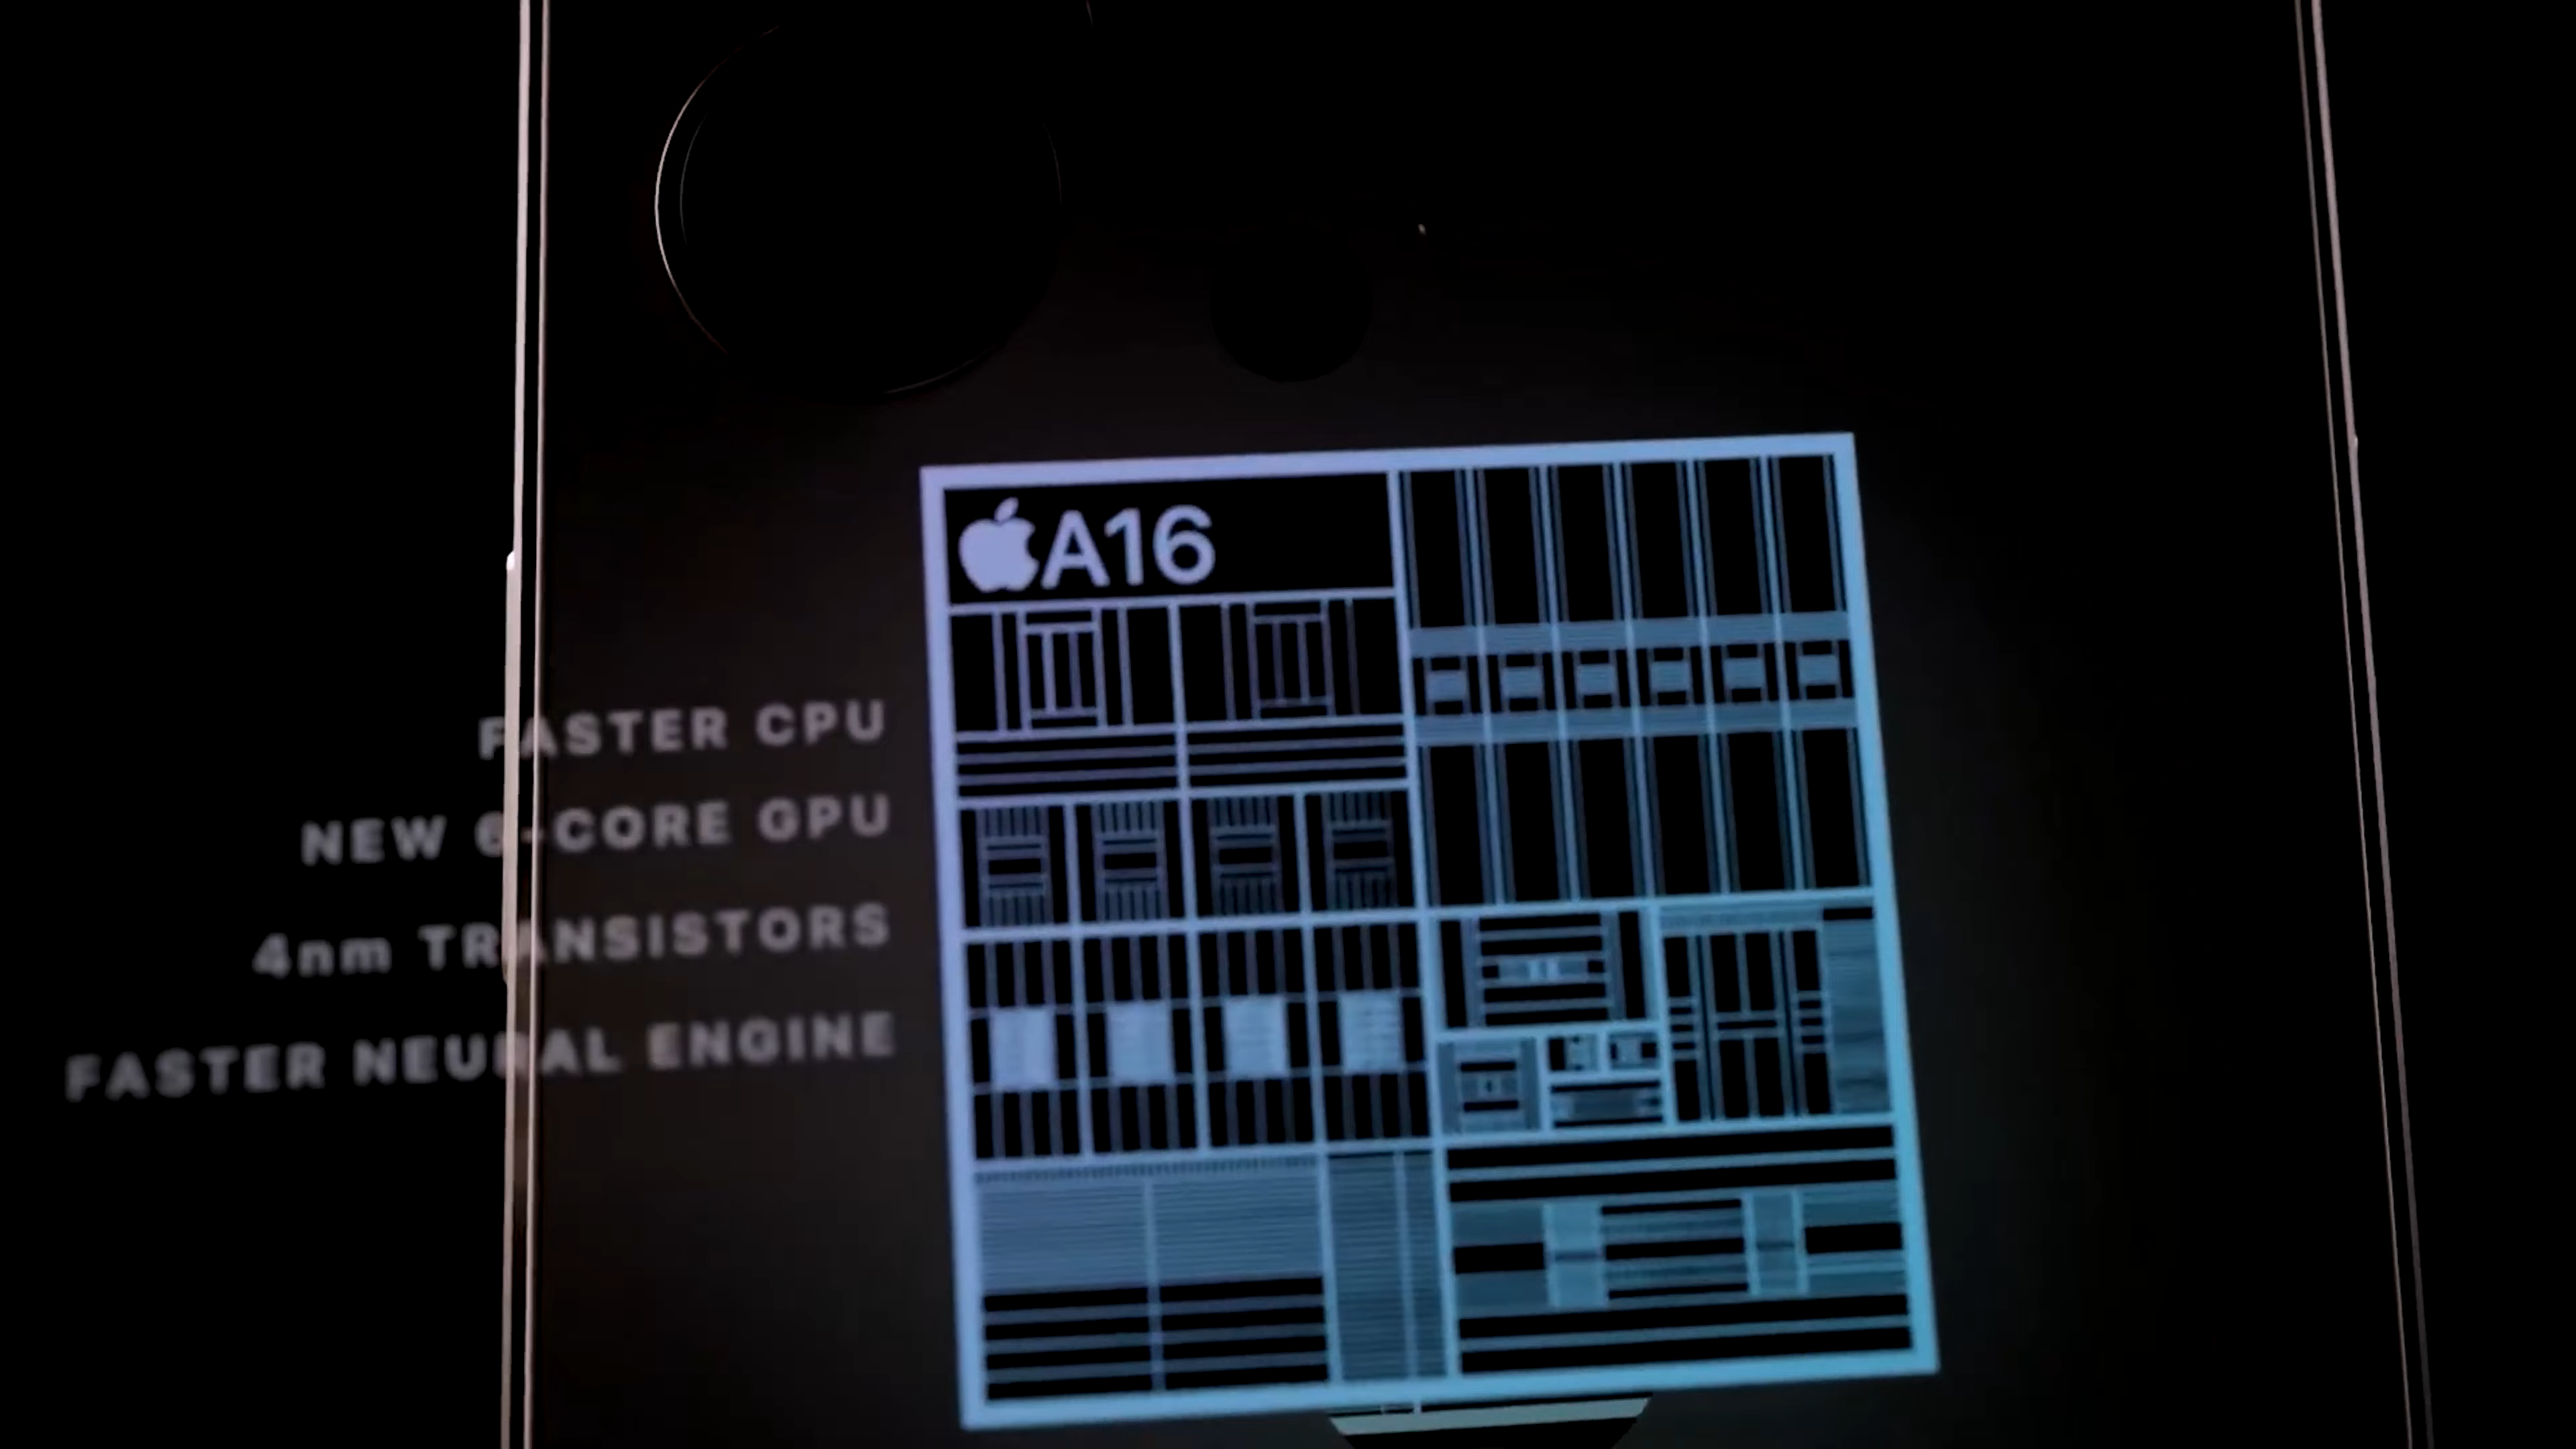 A16
FASTER CPU
NEW 6-CORE GPU
4nm TRANSISTORS
FASTER NEURAL ENGINE